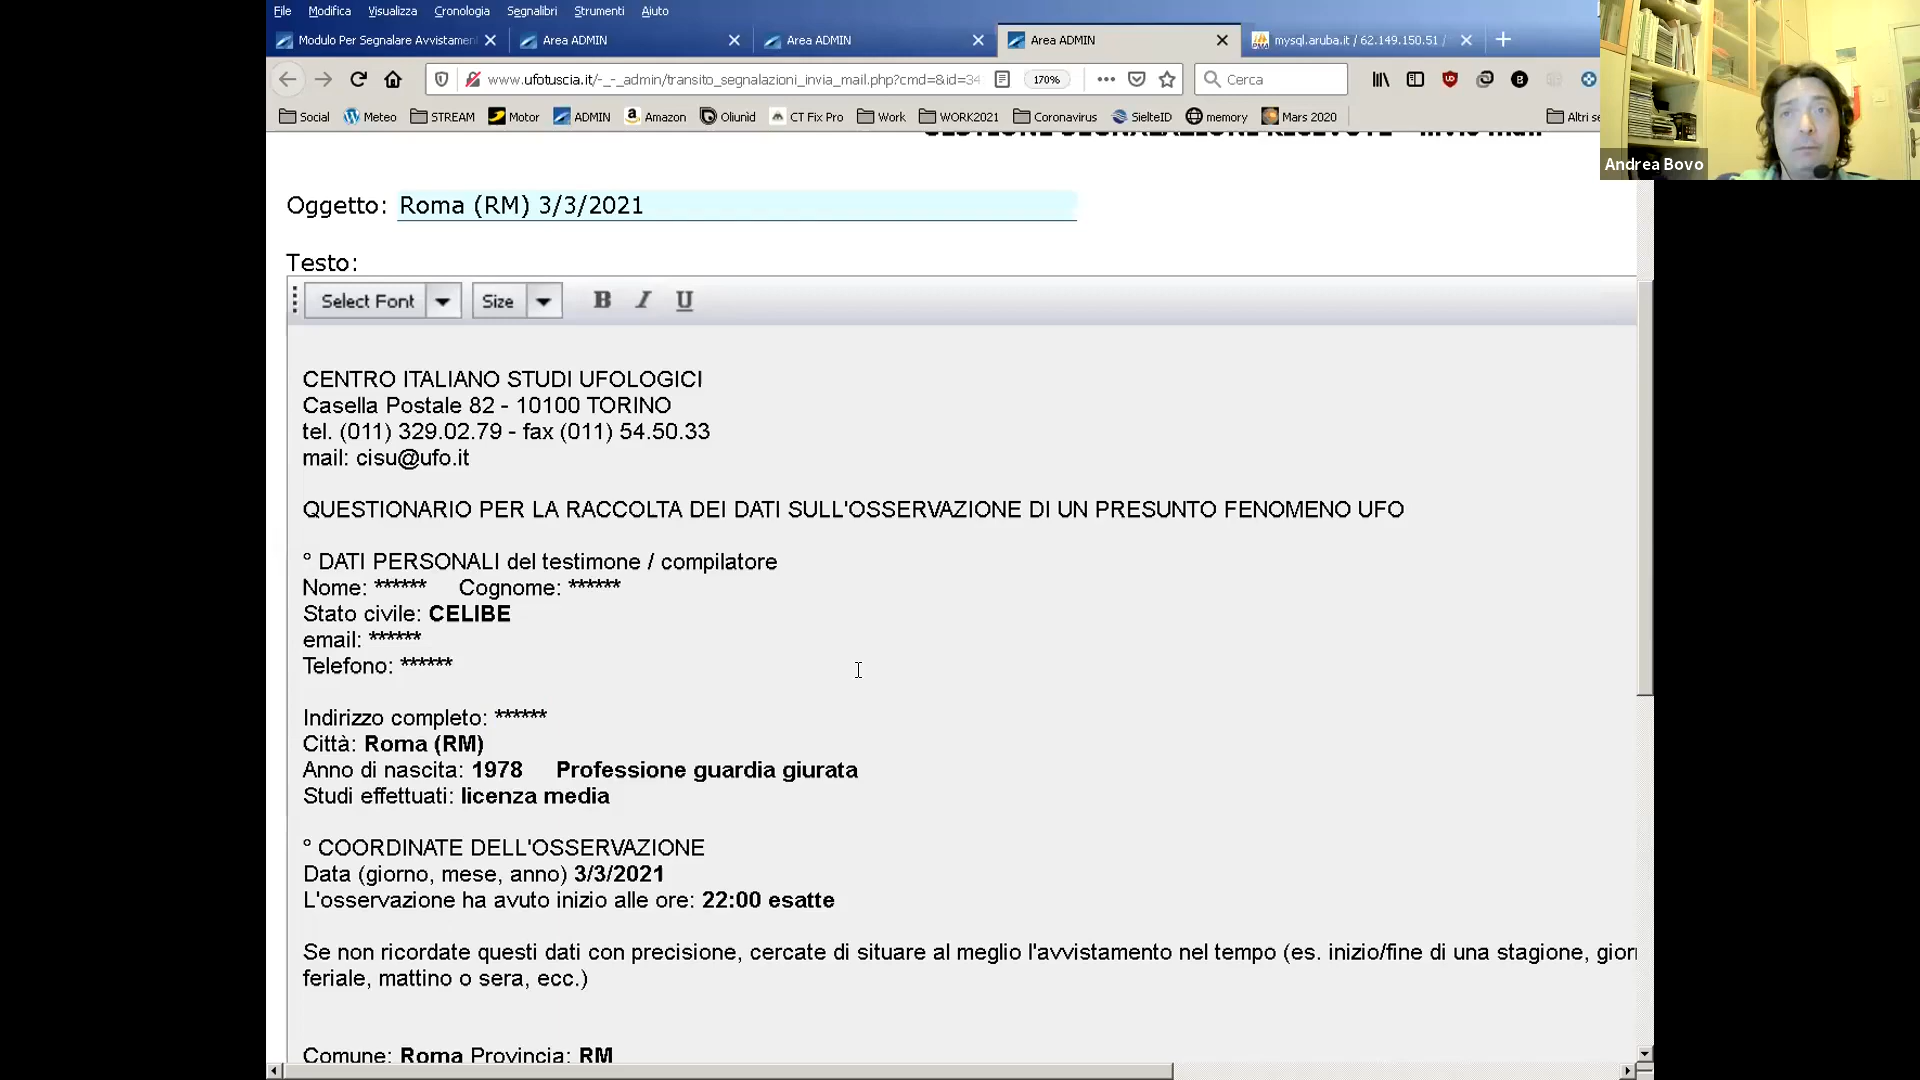 File Modifica Visualizza Cronologia Segnalibri Strumenti Aiuto
Modulo Per Segnalare Avvistamen Area ADMIN Area ADMIN Area ADMIN mysql.aruba.it / 62.149.150.51 /
www.ufotuscia.it/-_-_admin/transito_segnalazioni_invia_mail.php?cmd=&id=34 170% Cerca
Social Meteo STREAM Motor ADMIN Amazon Oliunìd CT Fix Pro Work WORK2021 Coronavirus SielteID memory Mars 2020 Altri se
Andrea Bovo
Oggetto: Roma (RM) 3/3/2021
Testo:
Select Font Size B I U
CENTRO ITALIANO STUDI UFOLOGICI
Casella Postale 82 - 10100 TORINO
tel. (011) 329.02.79 - fax (011) 54.50.33
mail: cisu@ufo.it
QUESTIONARIO PER LA RACCOLTA DEI DATI SULL'OSSERVAZIONE DI UN PRESUNTO FENOMENO UFO
° DATI PERSONALI del testimone / compilatore
Nome: ****** Cognome: ******
Stato civile: CELIBE
email: ******
Telefono: ******
Indirizzo completo: ******
Città: Roma (RM)
Anno di nascita: 1978 Professione guardia giurata
Studi effettuati: licenza media
° COORDINATE DELL'OSSERVAZIONE
Data (giorno, mese, anno) 3/3/2021
L'osservazione ha avuto inizio alle ore: 22:00 esatte
Se non ricordate questi dati con precisione, cercate di situare al meglio l'avvistamento nel tempo (es. inizio/fine di una stagione, gior
feriale, mattino o sera, ecc.)
Comune: Roma Provincia: RM